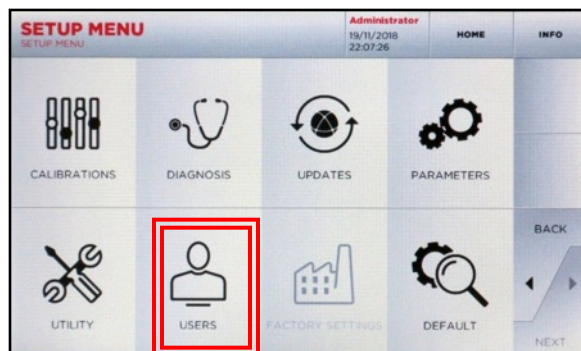 SETUP MENU
SETUP MENU
Administrator
19/11/2018
22:07:26
HOME
INFO
CALIBRATIONS
DIAGNOSIS
UPDATES
PARAMETERS
BACK
UTILITY
USERS
FACTORY SETTINGS
DEFAULT
NEXT